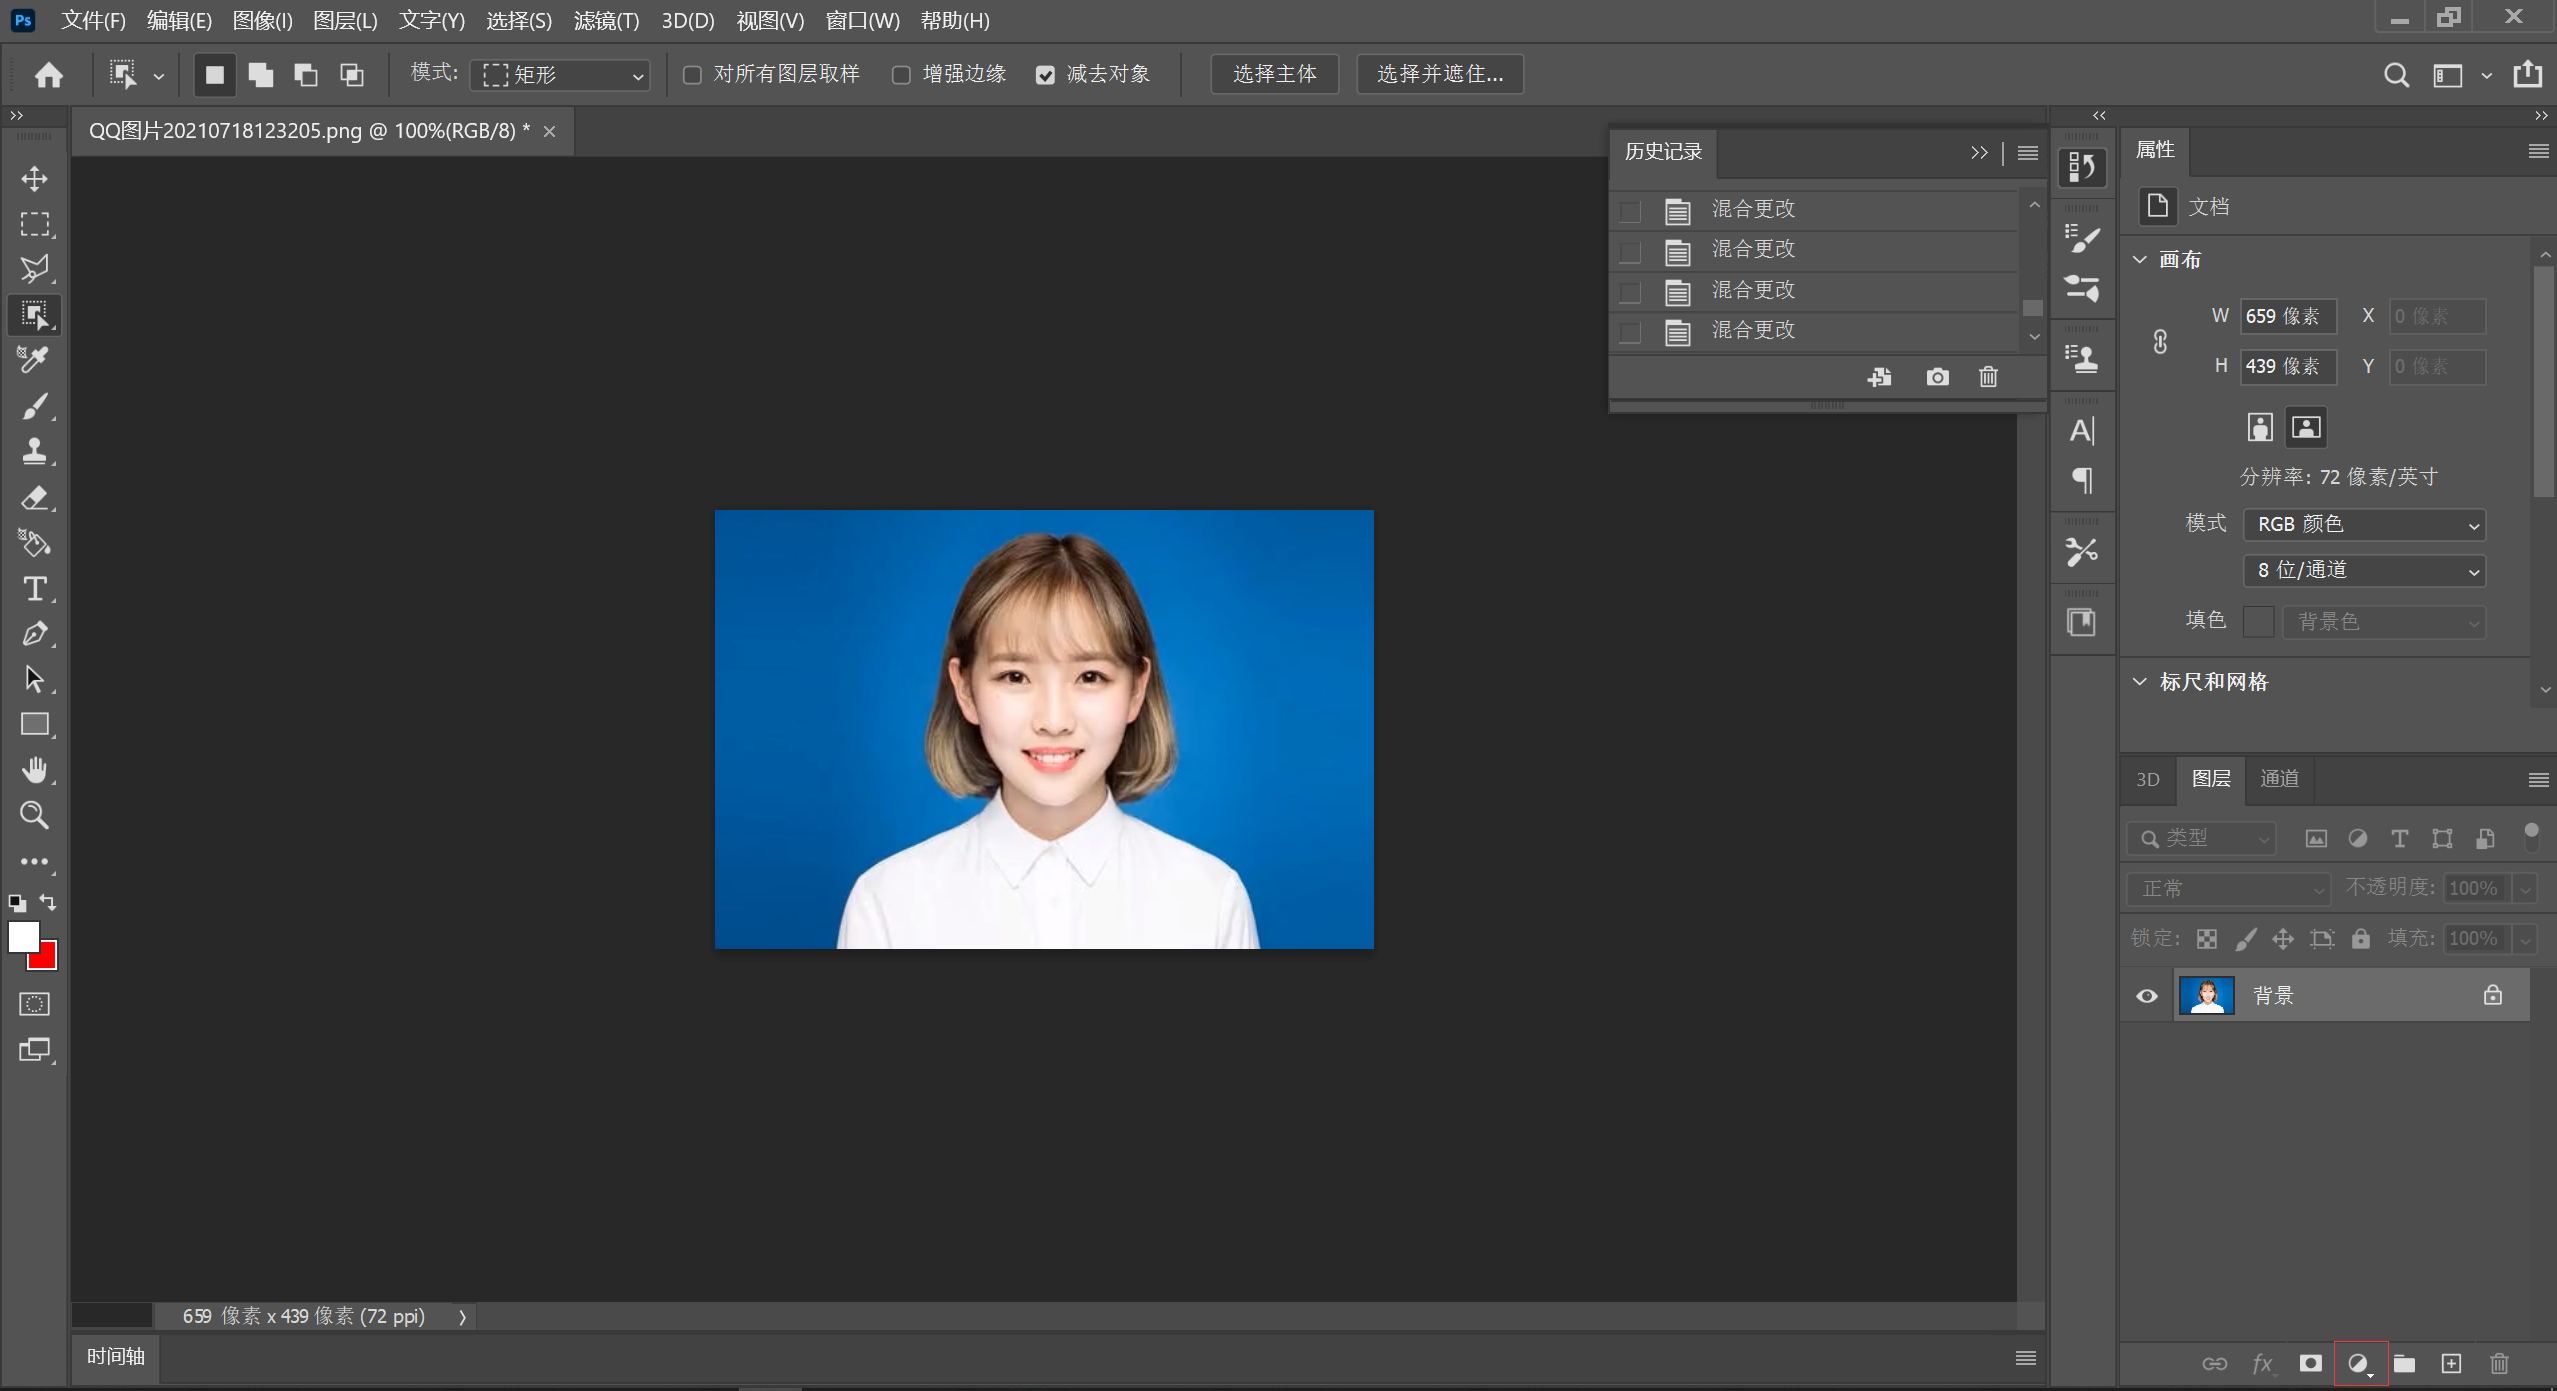 Ps 文件(F) 编辑(E) 图像(I) 图层(L) 文字(Y) 选择(S) 滤镜(T) 3D(D) 视图(V) 窗口(W) 帮助(H)
模式: 矩形 对所有图层取样 增强边缘 减去对象 选择主体 选择并遮住...
QQ图片20210718123205.png @ 100%(RGB/8) *
历史记录
混合更改
混合更改
混合更改
混合更改
属性
文档
画布
W 659 像素 X 0 像素
H 439 像素 Y 0 像素
分辨率: 72 像素/英寸
模式 RGB 颜色
8 位/通道
填色 背景色
标尺和网格
3D 图层 通道
类型
正常 不透明度: 100%
锁定: 填充: 100%
背景
fx
659 像素 x 439 像素 (72 ppi)
时间轴